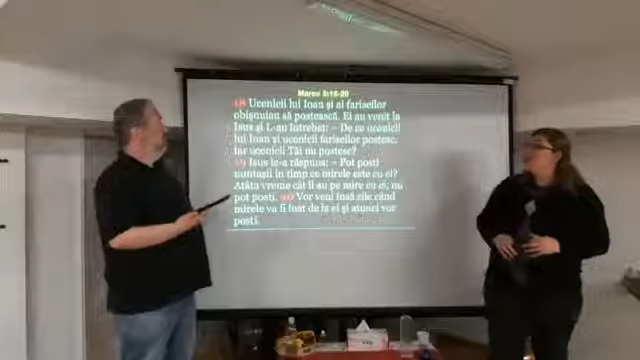 Marcu 2:18-20
2:18 Ucenicii lui Ioan și ai fariseilor
obișnuiau să postească. Ei au venit la
Isus și L-au întrebat: – De ce ucenicii
lui Ioan și ucenicii fariseilor postesc,
iar ucenicii Tăi nu postesc?
2:19 Isus le-a răspuns: – Pot posti
nuntașii în timp ce mirele este cu ei?
Atâta vreme cât îl au pe mire cu ei, nu
pot posti. 2:20 Vor veni însă zile când
mirele va fi luat de la ei și atunci vor
posti.